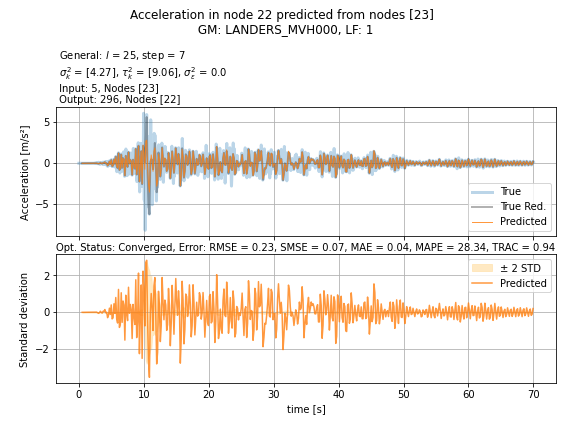 Acceleration in node 22 predicted from nodes [23]
GM: LANDERS_MVH000, LF: 1
General: l = 25, step = 7
σ²ₖ = [4.27], τ²ₖ = [9.06], σ²ε = 0.0
Input: 5, Nodes [23]
Output: 296, Nodes [22]
Acceleration [m/s²]
5
0
−5
True
True Red.
Predicted
Opt. Status: Converged, Error: RMSE = 0.23, SMSE = 0.07, MAE = 0.04, MAPE = 28.34, TRAC = 0.94
Standard deviation
2
0
−2
± 2 STD
Predicted
0 10 20 30 40 50 60 70
time [s]